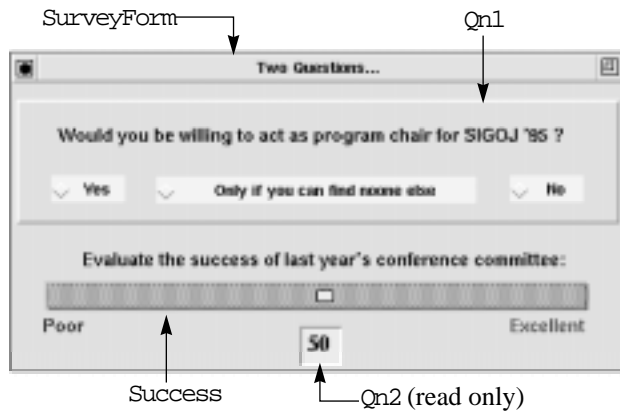 SurveyForm
Qn1
Two Questions...
Would you be willing to act as program chair for SIGOJ '95 ?
Yes
Only if you can find noone else
No
Evaluate the success of last year's conference committee:
Poor
Excellent
50
Success
Qn2 (read only)